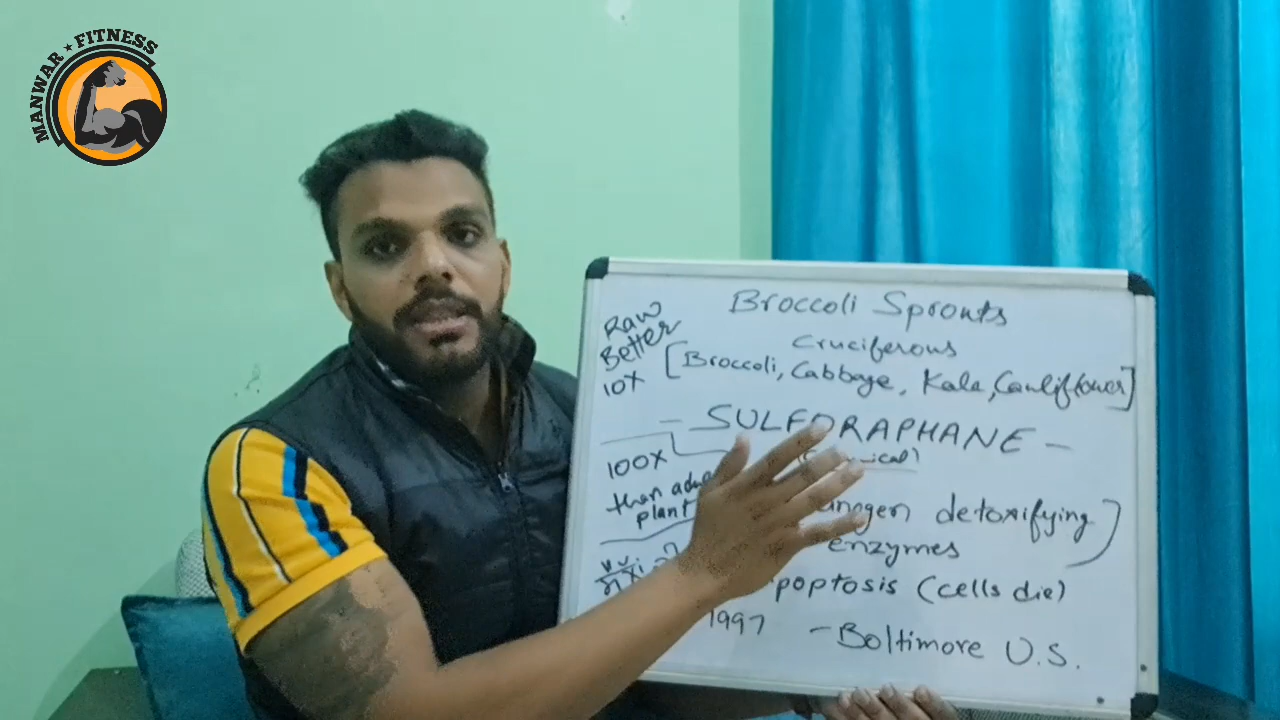 MANWAR ★ FITNESS
Broccoli Sprouts
Cruciferous
[Broccoli, Cabbage, Kale, Cauliflower]
Raw
Better
10X
- SULFORAPHANE -
100X
than
plant
detoxifying
enzymes
(cells die)
1997 - Boltimore U.S.